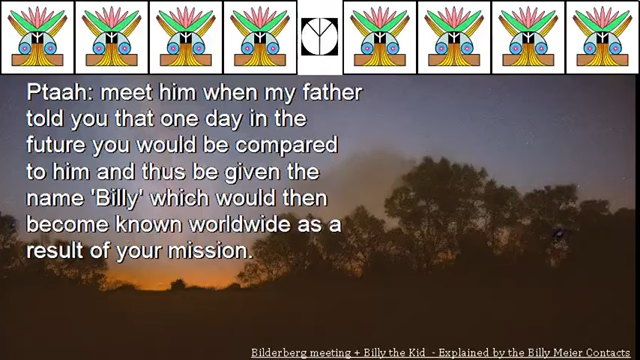 Ptaah: meet him when my father
told you that one day in the
future you would be compared
to him and thus be given the
name 'Billy' which would then
become known worldwide as a
result of your mission.
Bilderberg meeting + Billy the Kid - Explained by the Billy Meier Contacts